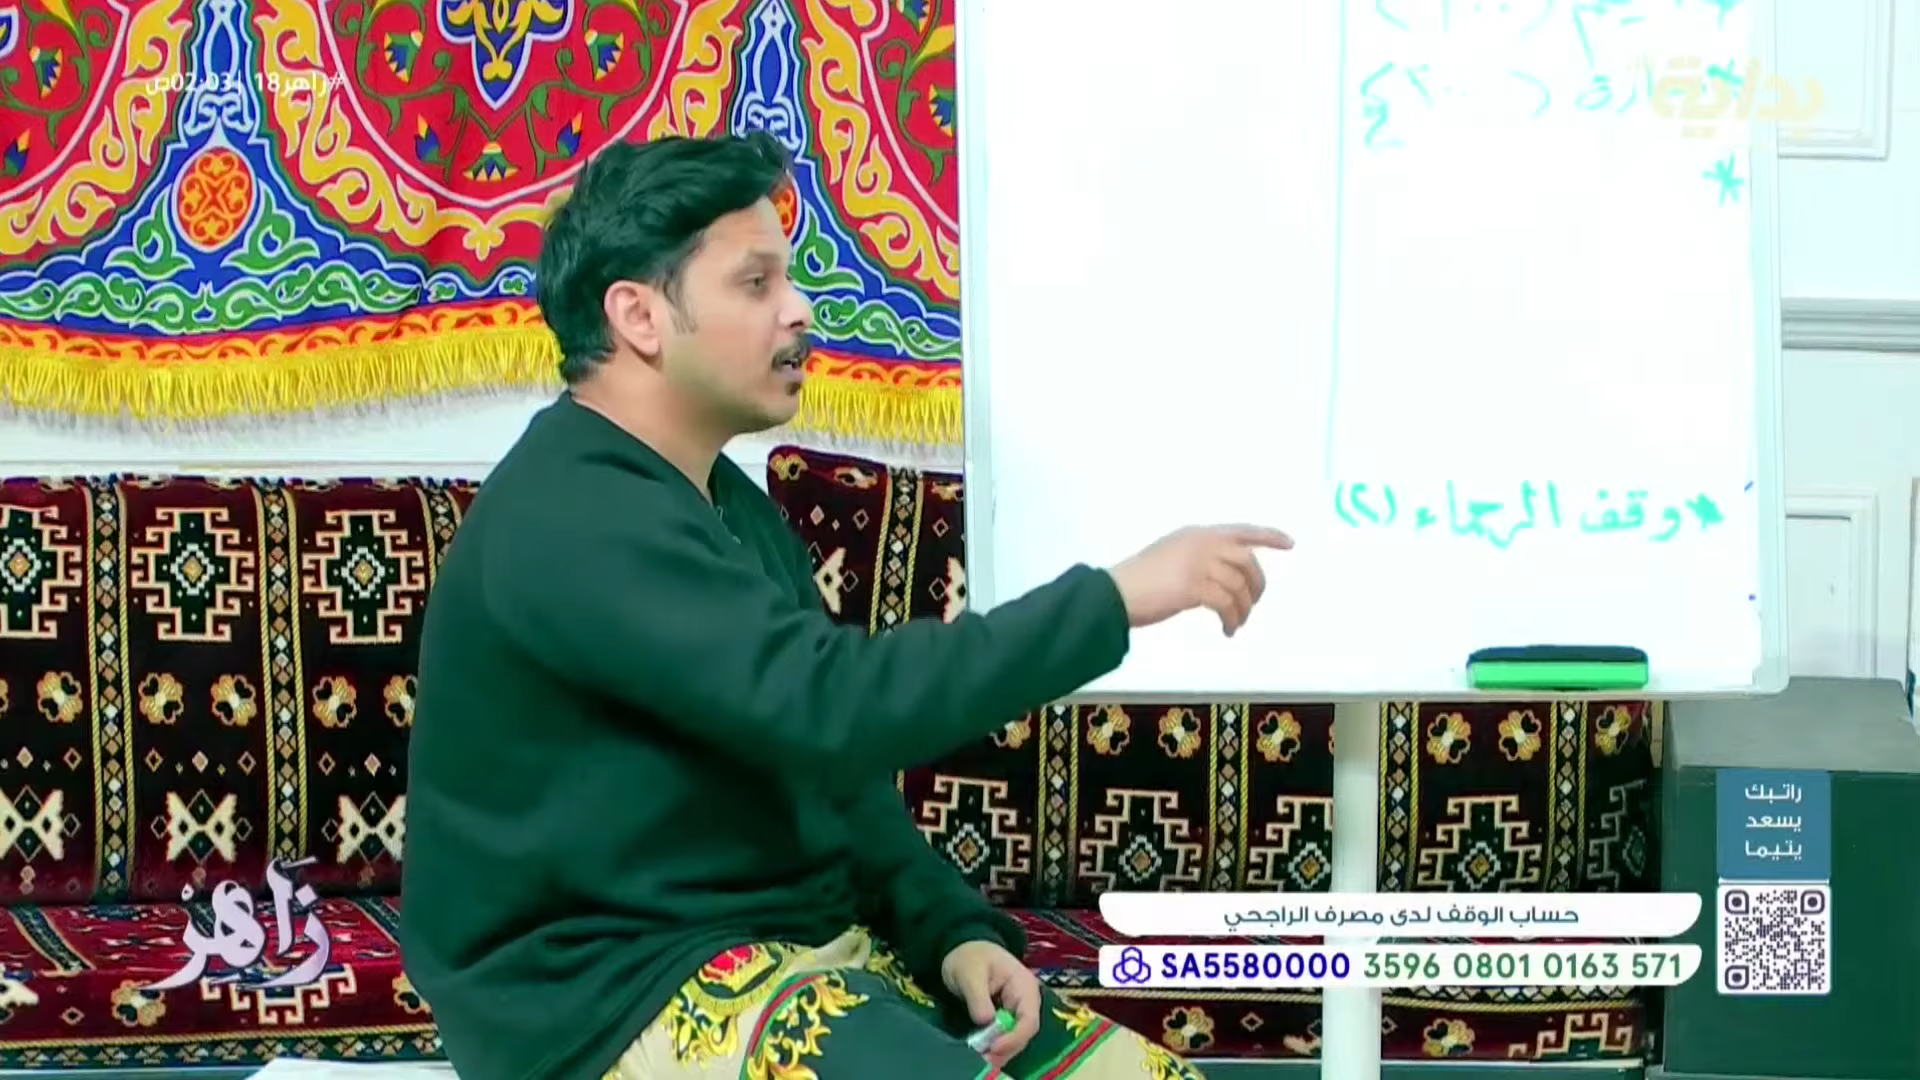 #زاهر18 | 02:03ص
بداية
*
* وقف الرحماء (٢)
راتبك
يسعد
يتيما
حساب الوقف لدى مصرف الراجحي
SA5580000 3596 0801 0163 571
زَاهِرْ